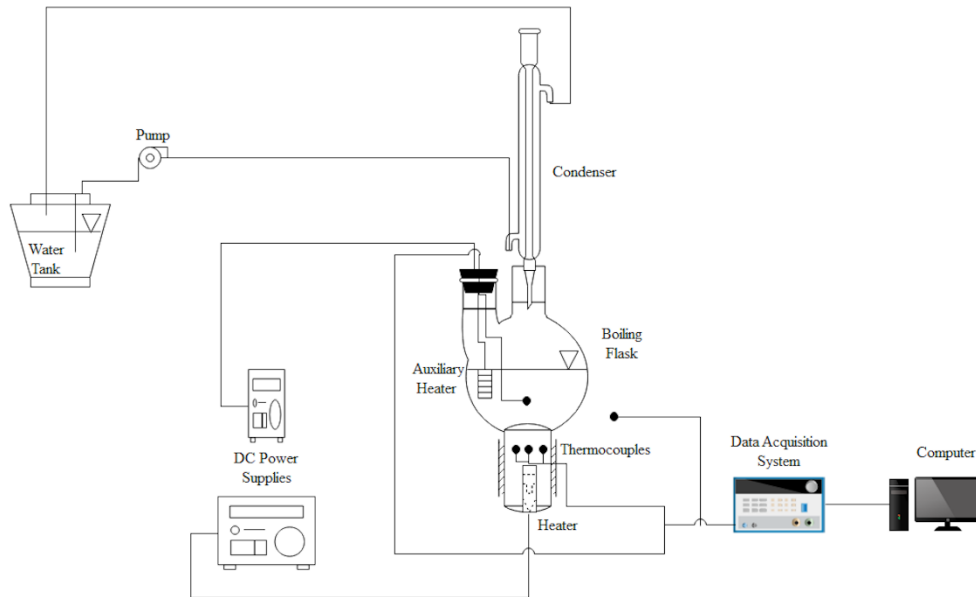 Pump
Condenser
Water
Tank
Boiling
Flask
Auxiliary
Heater
Thermocouples
Data Acquisition
System
Computer
DC Power
Supplies
Heater